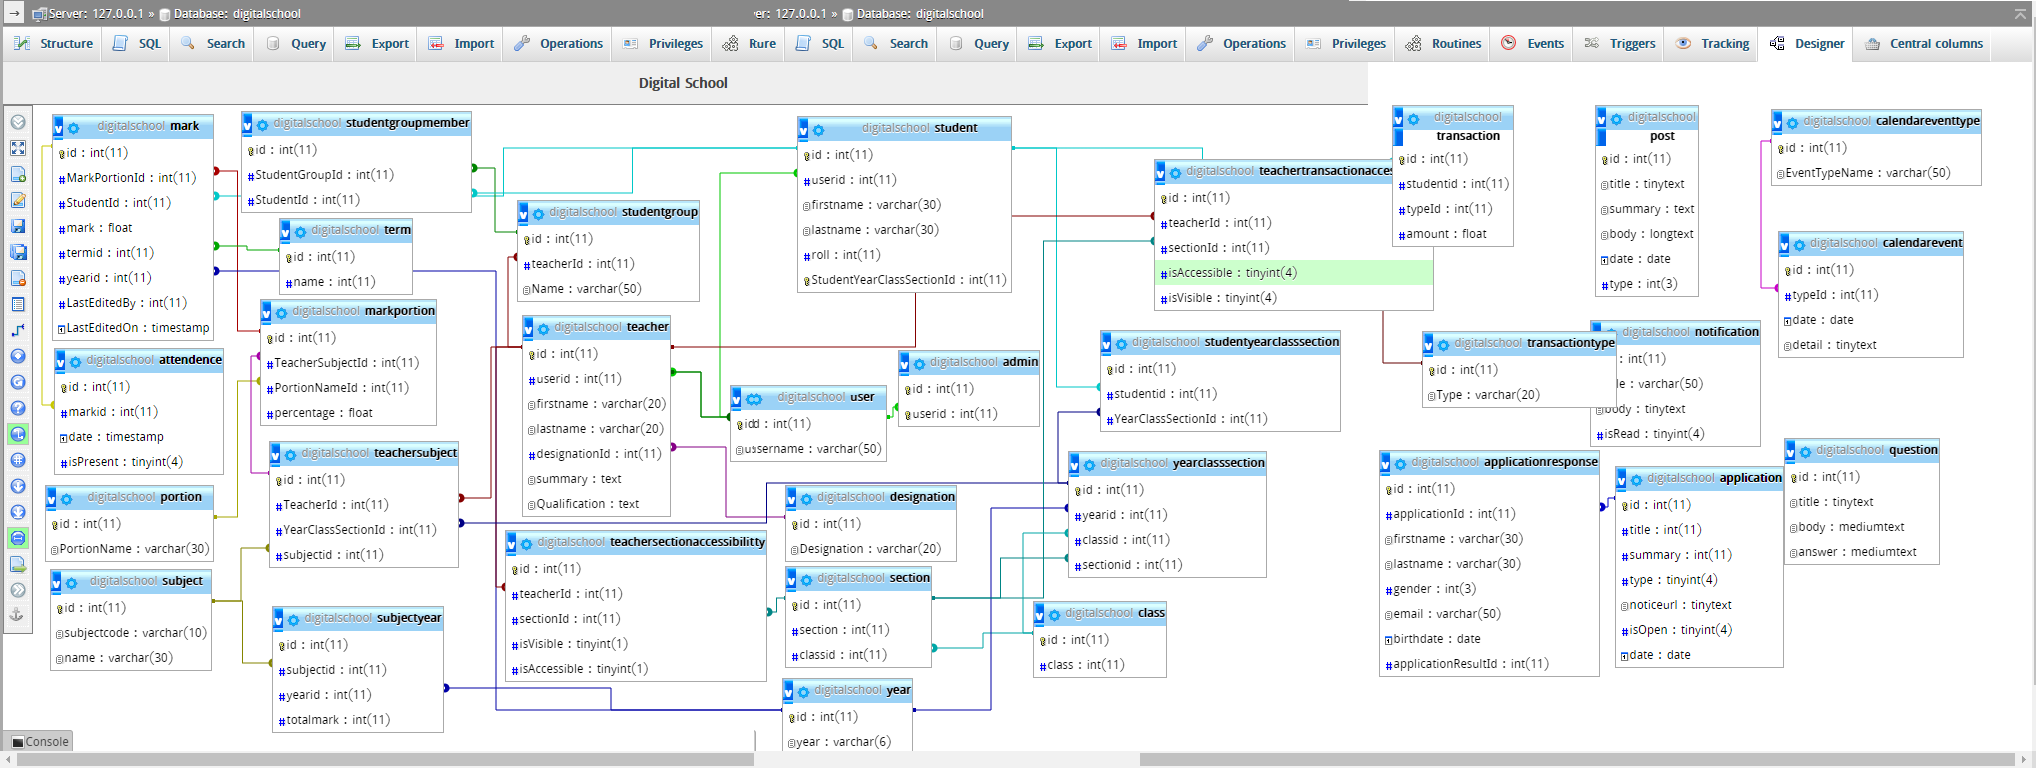 Server: 127.0.0.1 » Database: digitalschool
er: 127.0.0.1 » Database: digitalschool
Structure SQL Search Query Export Import Operations Privileges Rure SQL Search Query Export Import Operations Privileges Routines Events Triggers Tracking Designer Central columns
Digital School
digitalschool mark
id : int(11)
MarkPortionId : int(11)
StudentId : int(11)
mark : float
termid : int(11)
yearid : int(11)
LastEditedBy : int(11)
LastEditedOn : timestamp
digitalschool studentgroupmember
id : int(11)
StudentGroupId : int(11)
StudentId : int(11)
digitalschool term
id : int(11)
name : int(11)
digitalschool studentgroup
id : int(11)
teacherId : int(11)
Name : varchar(50)
digitalschool student
id : int(11)
userid : int(11)
firstname : varchar(30)
lastname : varchar(30)
roll : int(11)
StudentYearClassSectionId : int(11)
digitalschool teachertransactionacces
id : int(11)
teacherId : int(11)
sectionId : int(11)
isAccessible : tinyint(4)
isVisible : tinyint(4)
digitalschool
transaction
id : int(11)
studentid : int(11)
typeId : int(11)
amount : float
digitalschool
post
id : int(11)
title : tinytext
summary : text
body : longtext
date : date
type : int(3)
digitalschool calendareventtype
id : int(11)
EventTypeName : varchar(50)
digitalschool calendarevent
id : int(11)
typeId : int(11)
date : date
detail : tinytext
digitalschool markportion
id : int(11)
TeacherSubjectId : int(11)
PortionNameId : int(11)
percentage : float
digitalschool attendence
id : int(11)
markid : int(11)
date : timestamp
isPresent : tinyint(4)
digitalschool teacher
id : int(11)
userid : int(11)
firstname : varchar(20)
lastname : varchar(20)
designationId : int(11)
summary : text
Qualification : text
digitalschool user
idd : int(11)
ussername : varchar(50)
digitalschool admin
id : int(11)
userid : int(11)
digitalschool studentyearclasssection
id : int(11)
studentid : int(11)
YearClassSectionId : int(11)
digitalschool transactiontype
id : int(11)
Type : varchar(20)
notification
: int(11)
le : varchar(50)
body : tinytext
isRead : tinyint(4)
digitalschool teachersubject
id : int(11)
TeacherId : int(11)
YearClassSectionId : int(11)
subjectid : int(11)
digitalschool portion
id : int(11)
PortionName : varchar(30)
digitalschool designation
id : int(11)
Designation : varchar(20)
digitalschool yearclasssection
id : int(11)
yearid : int(11)
classid : int(11)
sectionid : int(11)
digitalschool applicationresponse
id : int(11)
applicationId : int(11)
firstname : varchar(30)
lastname : varchar(30)
gender : int(3)
email : varchar(50)
birthdate : date
applicationResultId : int(11)
digitalschool application
id : int(11)
title : int(11)
summary : int(11)
type : tinyint(4)
noticeurl : tinytext
isOpen : tinyint(4)
date : date
digitalschool question
id : int(11)
title : tinytext
body : mediumtext
answer : mediumtext
digitalschool teachersectionaccessibiltty
id : int(11)
teacherId : int(11)
sectionId : int(11)
isVisible : tinyint(1)
isAccessible : tinyint(1)
digitalschool subject
id : int(11)
subjectcode : varchar(10)
name : varchar(30)
digitalschool section
id : int(11)
section : int(11)
classid : int(11)
digitalschool class
id : int(11)
class : int(11)
digitalschool subjectyear
id : int(11)
subjectid : int(11)
yearid : int(11)
totalmark : int(11)
digitalschool year
id : int(11)
year : varchar(6)
Console